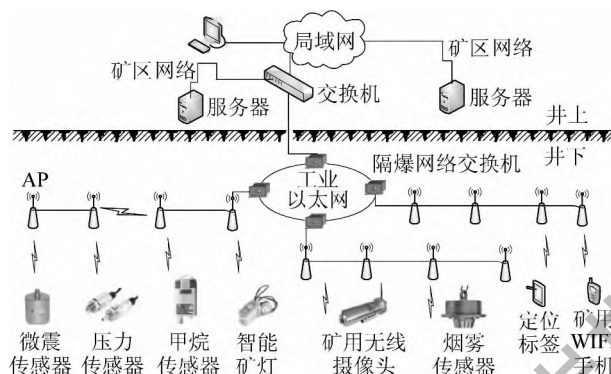 局域网
矿区网络
矿区网络
服务器
交换机
服务器
井上
井下
隔爆网络交换机
AP
工业
以太网
微震
传感器
压力
传感器
甲烷
传感器
智能
矿灯
矿用无线
摄像头
烟雾
传感器
定位
标签
矿用
WIFI
手机